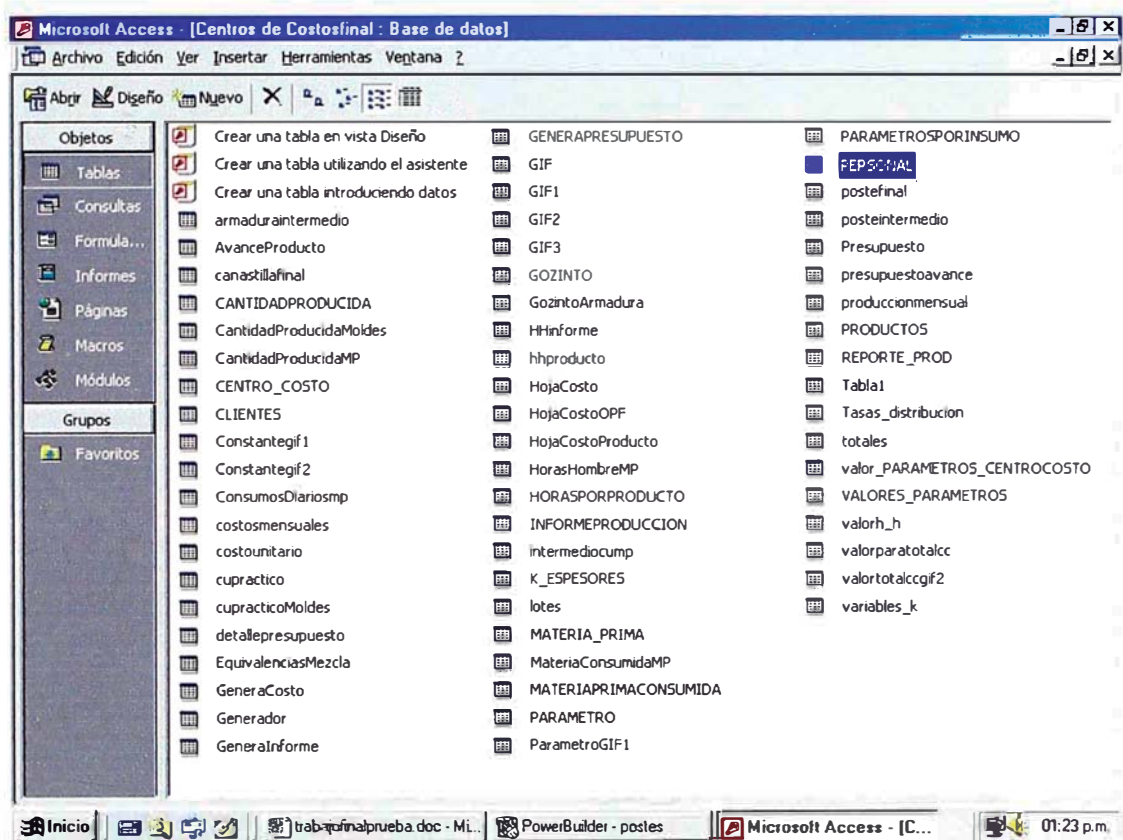 Microsoft Access - [Centros de Costosfinal : Base de datos]
Archivo Edición Ver Insertar Herramientas Ventana ?
Abrir Diseño Nuevo
Objetos
Tablas
Consultas
Formula...
Informes
Páginas
Macros
Módulos
Grupos
Favoritos
Crear una tabla en vista Diseño
Crear una tabla utilizando el asistente
Crear una tabla introduciendo datos
armaduraintermedio
AvanceProducto
canastillafinal
CANTIDADPRODUCIDA
CantidadProducidaMoldes
CantidadProducidaMP
CENTRO_COSTO
CLIENTES
Constantegif1
Constantegif2
ConsumosDiariosmp
costosmensuales
costounitario
cupractico
cupracticoMoldes
detallepresupuesto
EquivalenciasMezcla
GeneraCosto
Generador
GeneraInforme
GENERAPRESUPUESTO
GIF
GIF1
GIF2
GIF3
GOZINTO
GozintoArmadura
HHinforme
hhproducto
HojaCosto
HojaCostoOPF
HojaCostoProducto
HorasHombreMP
HORASPORPRODUCTO
INFORMEPRODUCCION
intermediocump
K_ESPESORES
lotes
MATERIA_PRIMA
MateriaConsumidaMP
MATERIAPRIMACONSUMIDA
PARAMETRO
ParametroGIF1
PARAMETROSPORINSUMO
PERSONAL
postefinal
posteintermedio
Presupuesto
presupuestoavance
produccionmensual
PRODUCTOS
REPORTE_PROD
Tabla1
Tasas_distribucion
totales
valor_PARAMETROS_CENTROCOSTO
VALORES_PARAMETROS
valorh_h
valorparatotalcc
valortotalccgif2
variables_k
Inicio
trabajofinalprueba.doc - Mi...
PowerBuilder - postes
Microsoft Access - [C...
01:23 p.m.